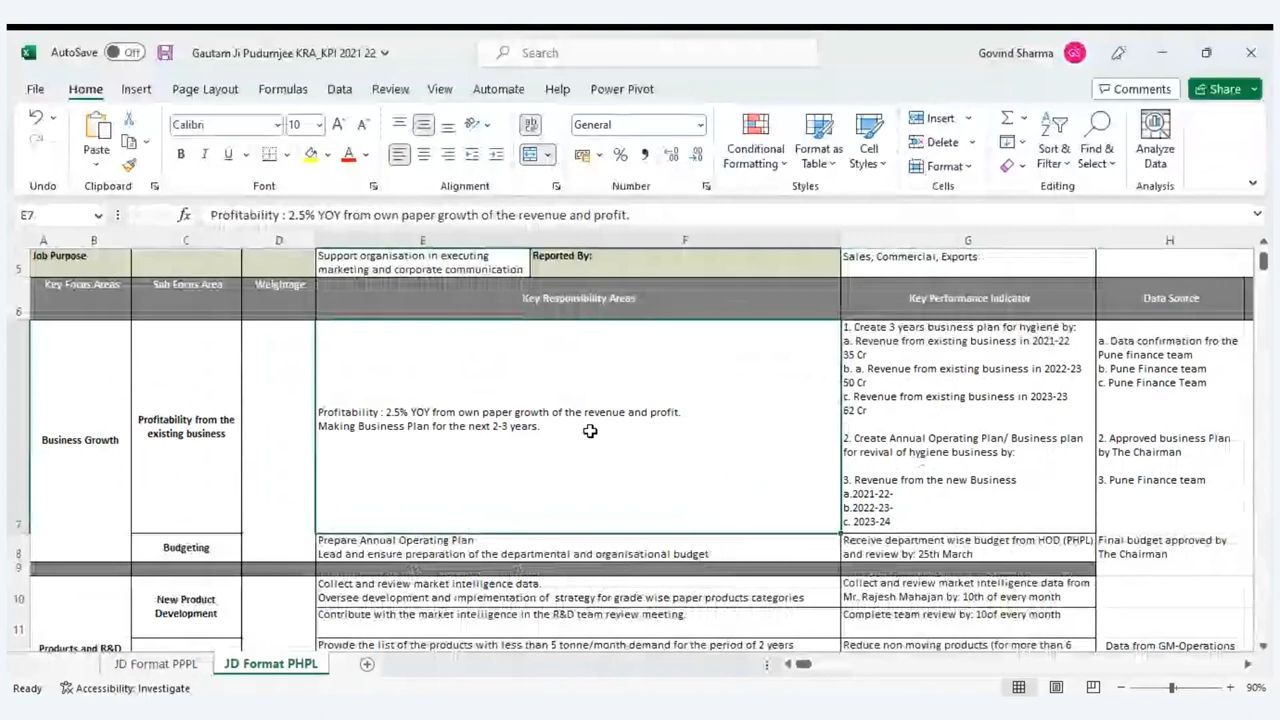 AutoSave Off Gautam Ji Pudumjee KRA_KPI 2021 22 Search Govind Sharma GS
File Home Insert Page Layout Formulas Data Review View Automate Help Power Pivot Comments Share
Paste Calibri 10 General Conditional Formatting Format as Table Cell Styles Insert Delete Format Sort & Filter Find & Select Analyze Data
Undo Clipboard Font Alignment Number Styles Cells Editing Analysis
E7 fx Profitability : 2.5% YOY from own paper growth of the revenue and profit.
A B C D E F G H
5 Job Purpose
Support organisation in executing
marketing and corporate communication
Reported By:
Sales, Commercial, Exports
6 Key Focus Areas Sub Focus Area Weightage Key Responsibility Areas Key Performance Indicator Data Source
7
Business Growth
Profitability from the
existing business
Profitability : 2.5% YOY from own paper growth of the revenue and profit.
Making Business Plan for the next 2-3 years.
1. Create 3 years business plan for hygiene by:
a. Revenue from existing business in 2021-22
35 Cr
b. a. Revenue from existing business in 2022-23
50 Cr
c. Revenue from existing business in 2023-23
62 Cr
2. Create Annual Operating Plan/ Business plan
for revival of hygiene business by:
3. Revenue from the new Business
a.2021-22-
b.2022-23-
c. 2023-24
a. Data confirmation fro the
Pune finance team
b. Pune Finance team
c. Pune Finance Team
2. Approved business Plan
by The Chairman
3. Pune Finance team
8
Budgeting
Prepare Annual Operating Plan
Lead and ensure preparation of the departmental and organisational budget
Receive department wise budget from HOD (PHPL)
and review by: 25th March
Final budget approved by
The Chairman
9
10
New Product
Development
Collect and review market intelligence data.
Oversee development and implementation of strategy for grade wise paper products categories
Collect and review market intelligence data from
Mr. Rajesh Mahajan by: 10th of every month
11
Contribute with the market intelligence in the R&D team review meeting.
Complete team review by: 10of every month
Products and R&D
Provde the list of the products with less than 5 tonne/month demand for the period of 2 years
Reduce non moving products (for more than 6
Data from GM-Operations
JD Format PPPL JD Format PHPL
Ready Accessibility: Investigate 90%